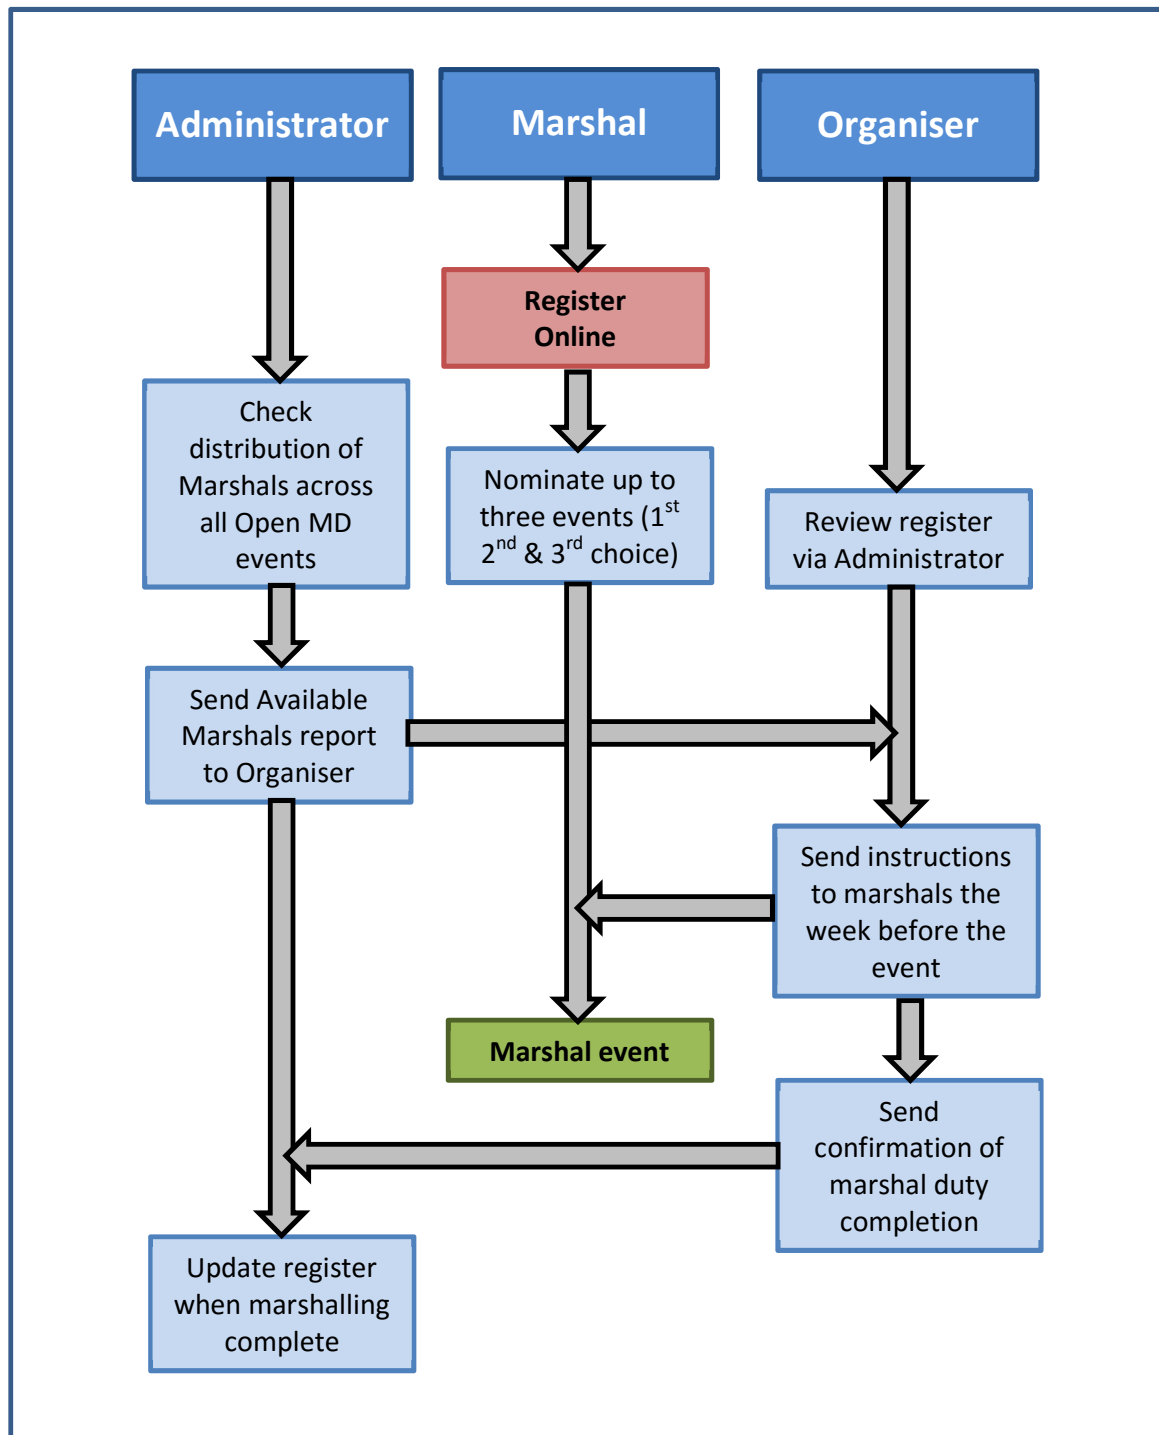 Administrator
Marshal
Organiser
Register
Online
Check
distribution of
Marshals across
all Open MD
events
Nominate up to
three events (1st
2nd & 3rd choice)
Review register
via Administrator
Send Available
Marshals report
to Organiser
Send instructions
to marshals the
week before the
event
Marshal event
Send
confirmation of
marshal duty
completion
Update register
when marshalling
complete